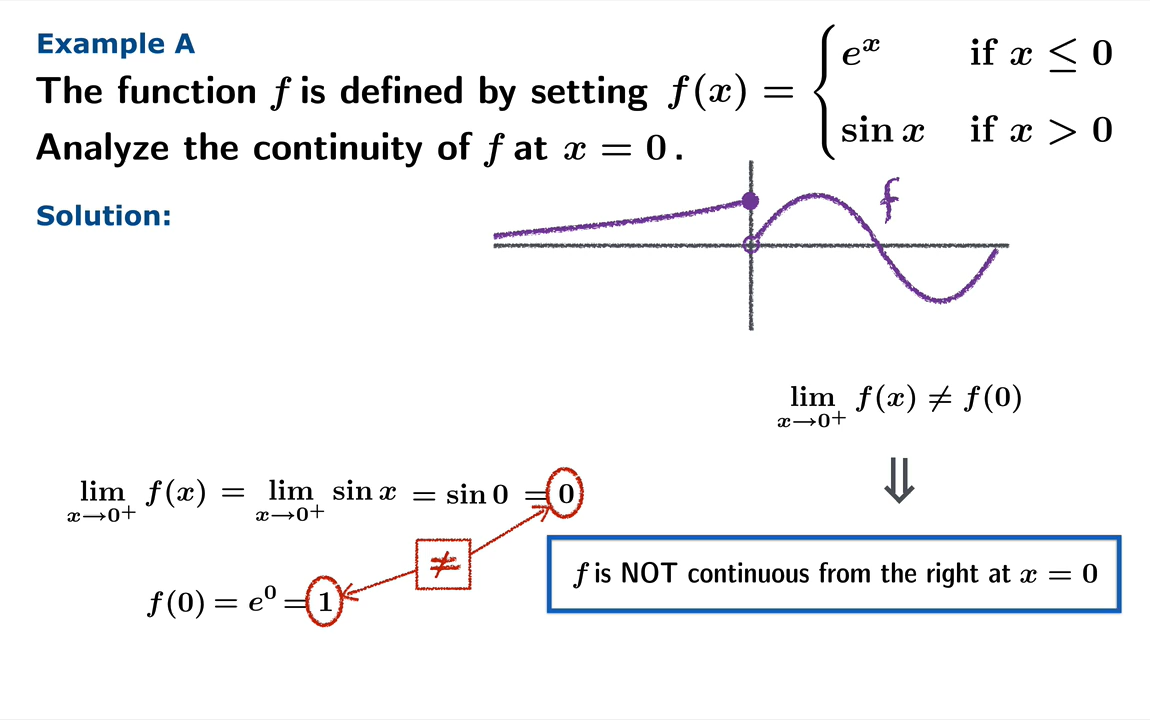 Example A
The function f is defined by setting f(x) = { e^x if x ≤ 0
sin x if x > 0
Analyze the continuity of f at x = 0.
Solution:
f
lim x→0⁺ f(x) ≠ f(0)
⇓
lim x→0⁺ f(x) = lim x→0⁺ sin x = sin 0 = 0
≠
f(0) = e⁰ = 1
f is NOT continuous from the right at x = 0